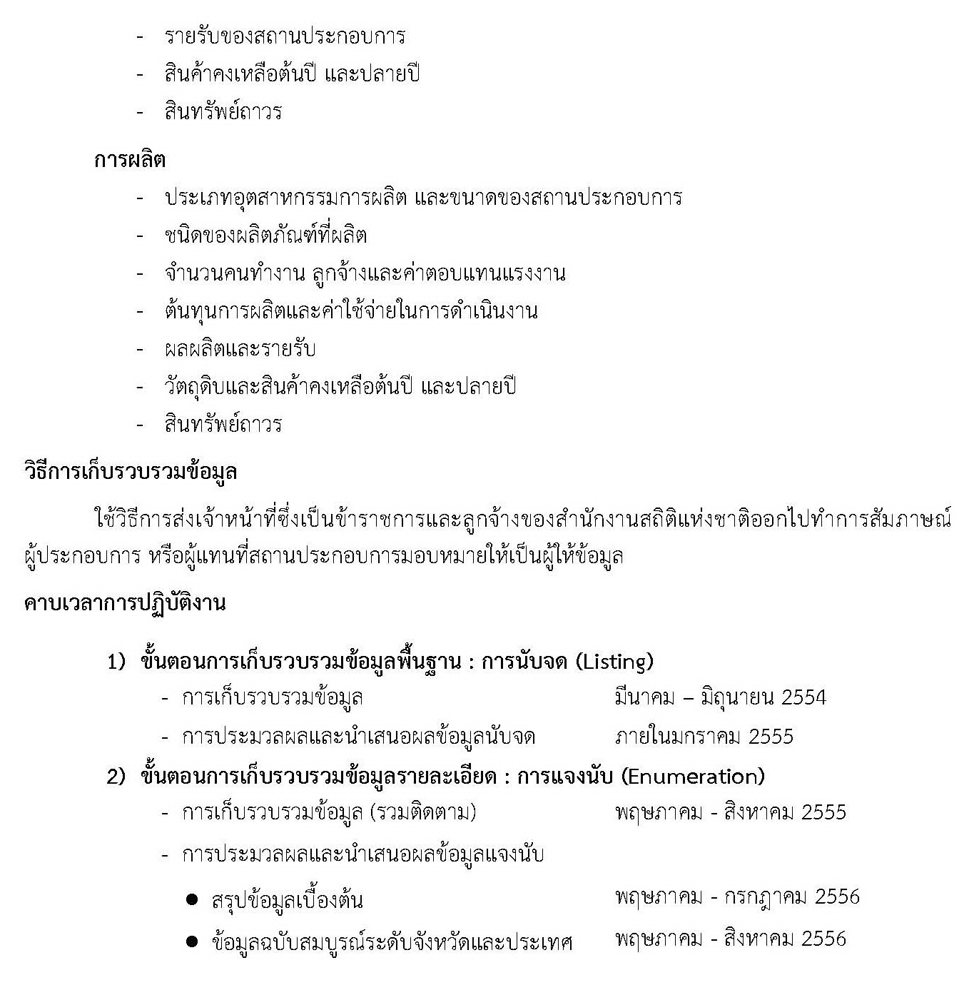 - รายรับของสถานประกอบการ
- สินค้าคงเหลือต้นปี และปลายปี
- สินทรัพย์ถาวร
การผลิต
- ประเภทอุตสาหกรรมการผลิต และขนาดของสถานประกอบการ
- ชนิดของผลิตภัณฑ์ที่ผลิต
- จำนวนคนทำงาน ลูกจ้างและค่าตอบแทนแรงงาน
- ต้นทุนการผลิตและค่าใช้จ่ายในการดำเนินงาน
- ผลผลิตและรายรับ
- วัตถุดิบและสินค้าคงเหลือต้นปี และปลายปี
- สินทรัพย์ถาวร
วิธีการเก็บรวบรวมข้อมูล
ใช้วิธีการส่งเจ้าหน้าที่ซึ่งเป็นข้าราชการและลูกจ้างของสำนักงานสถิติแห่งชาติออกไปทำการสัมภาษณ์
ผู้ประกอบการ หรือผู้แทนที่สถานประกอบการมอบหมายให้เป็นผู้ให้ข้อมูล
คาบเวลาการปฏิบัติงาน
1) ขั้นตอนการเก็บรวบรวมข้อมูลพื้นฐาน : การนับจด (Listing)
- การเก็บรวบรวมข้อมูล มีนาคม – มิถุนายน 2554
- การประมวลผลและนำเสนอผลข้อมูลนับจด ภายในมกราคม 2555
2) ขั้นตอนการเก็บรวบรวมข้อมูลรายละเอียด : การแจงนับ (Enumeration)
- การเก็บรวบรวมข้อมูล (รวมติดตาม) พฤษภาคม - สิงหาคม 2555
- การประมวลผลและนำเสนอผลข้อมูลแจงนับ
● สรุปข้อมูลเบื้องต้น พฤษภาคม - กรกฎาคม 2556
● ข้อมูลฉบับสมบูรณ์ระดับจังหวัดและประเทศ พฤษภาคม - สิงหาคม 2556